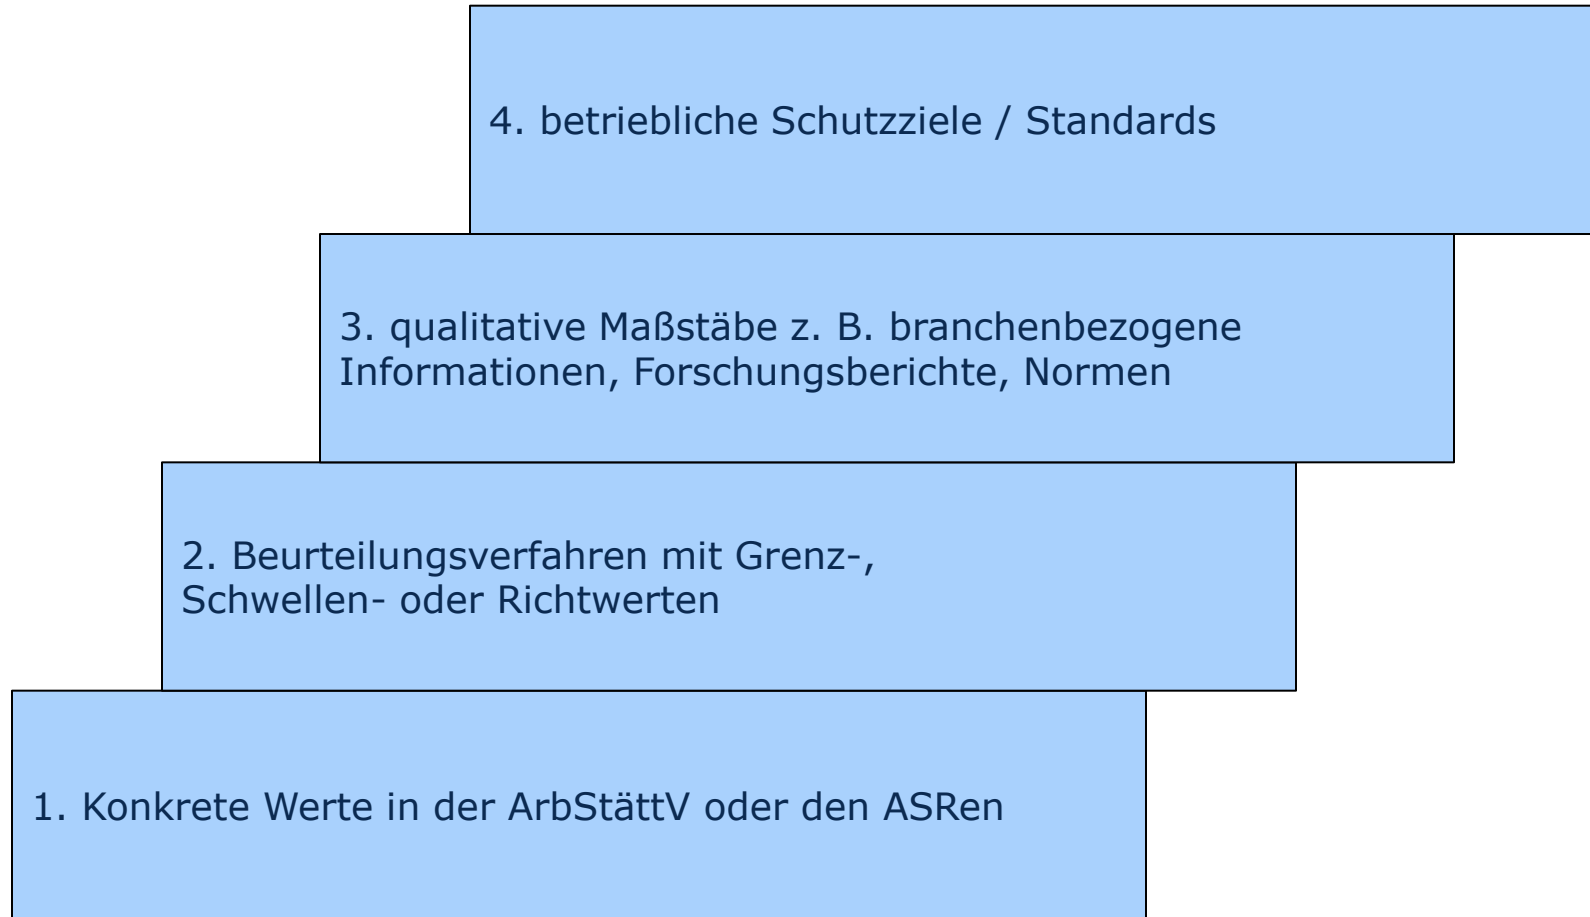 4. betriebliche Schutzziele / Standards
3. qualitative Maßstäbe z. B. branchenbezogene
Informationen, Forschungsberichte, Normen
2. Beurteilungsverfahren mit Grenz-,
Schwellen- oder Richtwerten
1. Konkrete Werte in der ArbStättV oder den ASRen